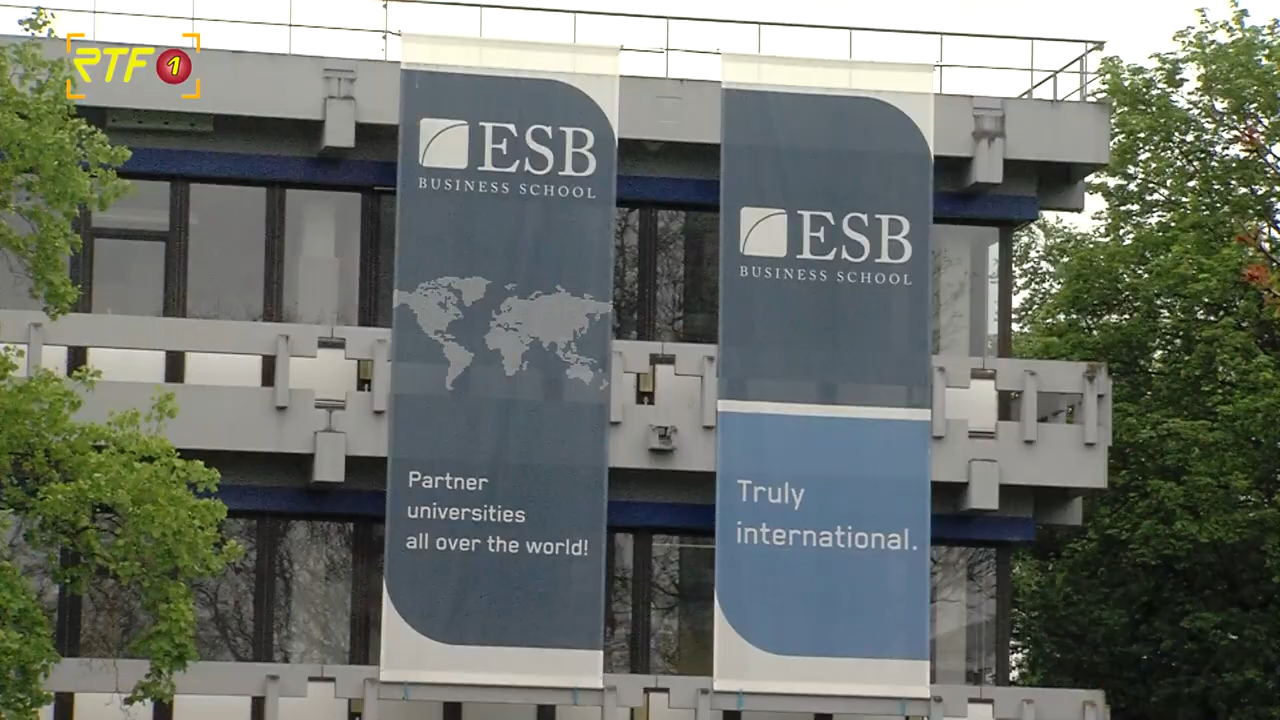 RTF 1
ESB
BUSINESS SCHOOL
Partner
universities
all over the world!
ESB
BUSINESS SCHOOL
Truly
international.